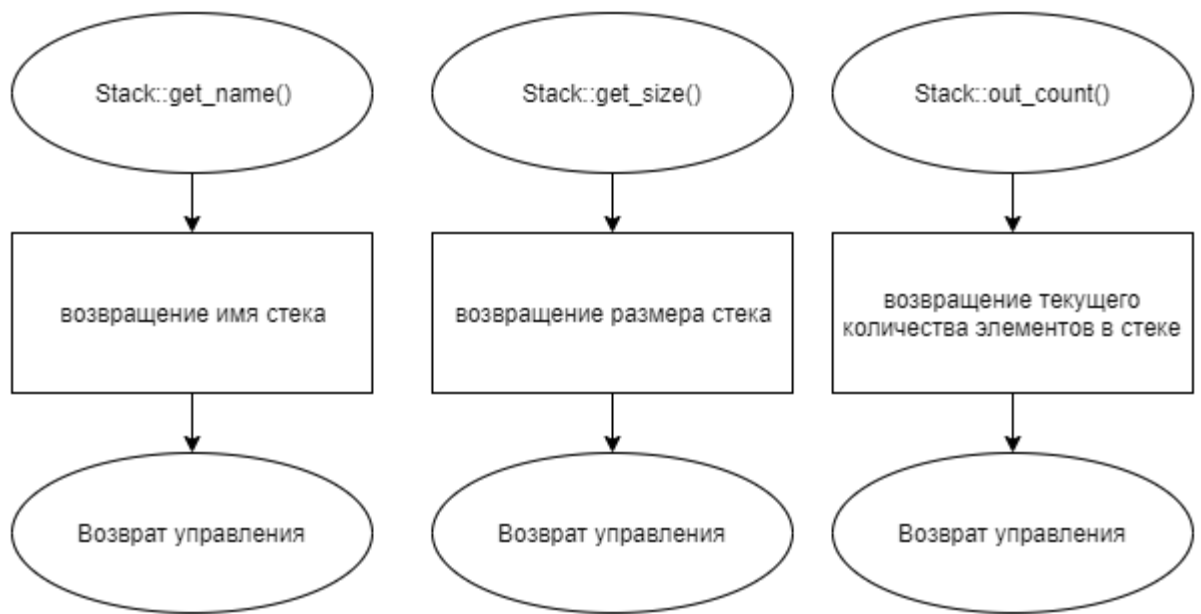 Stack::get_name()
Stack::get_size()
Stack::out_count()
возвращение имя стека
возвращение размера стека
возвращение текущего
количества элементов в стеке
Возврат управления
Возврат управления
Возврат управления